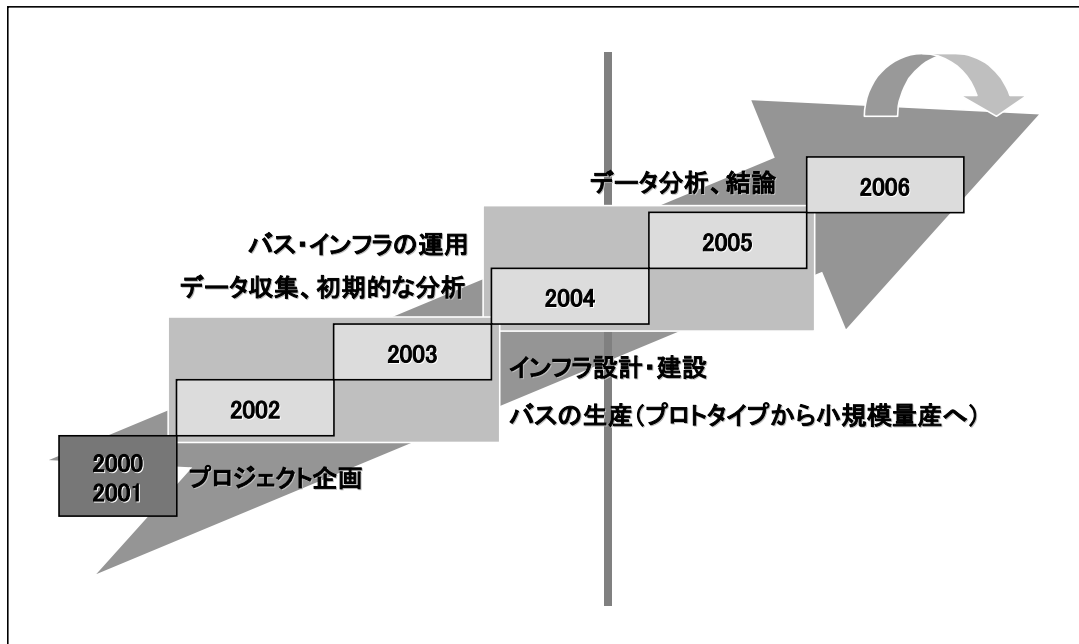 データ分析、結論
2006
バス・インフラの運用
2005
データ収集、初期的な分析
2004
2003
インフラ設計・建設
2002
バスの生産（プロトタイプから小規模量産へ）
2000
2001
プロジェクト企画